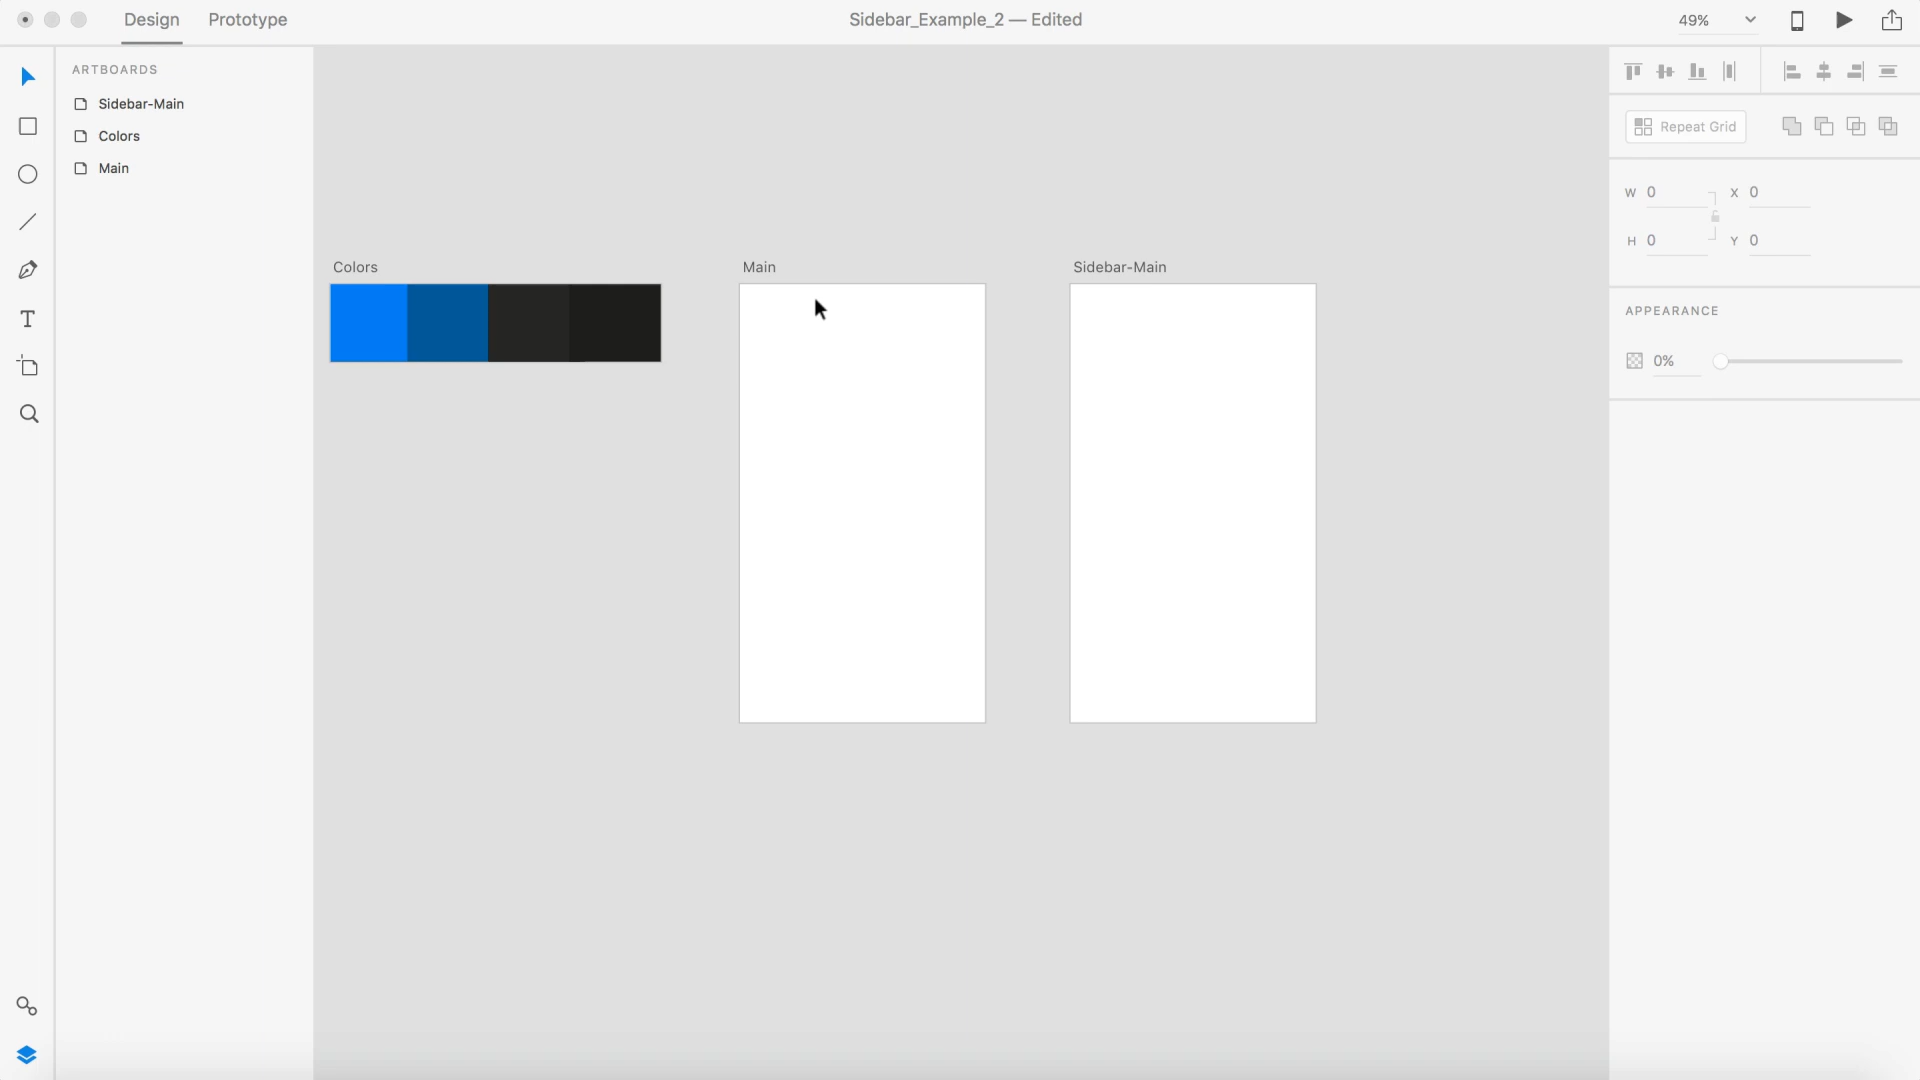 Design Prototype Sidebar_Example_2 — Edited 49%
ARTBOARDS
Sidebar-Main
Colors
Main
Colors Main Sidebar-Main
T
Repeat Grid
W 0 X 0
H 0 Y 0
APPEARANCE
0%